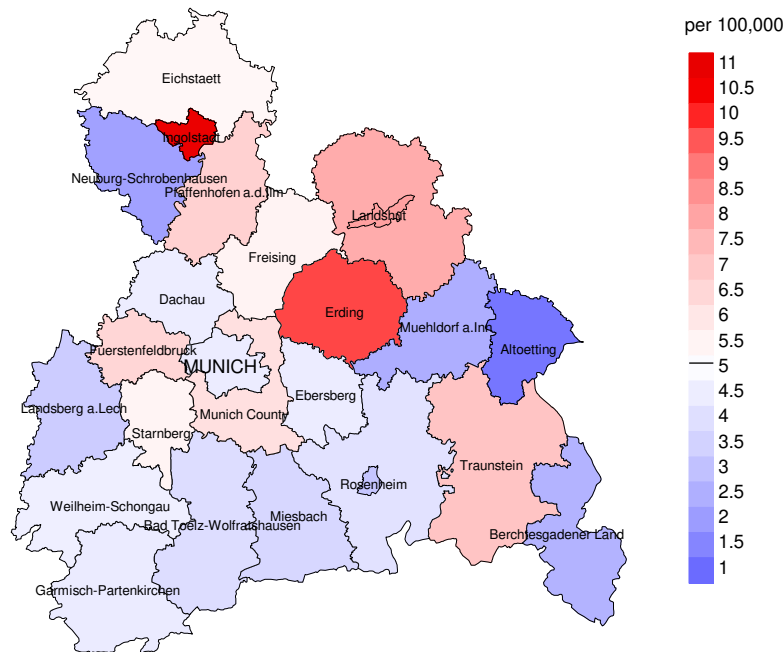 per 100,000
11
10.5
10
9.5
9
8.5
8
7.5
7
6.5
6
5.5
5
4.5
4
3.5
3
2.5
2
1.5
1
Eichstaett
Ingolstadt
Neuburg-Schrobenhausen
Pfaffenhofen a.d.Ilm
Landshut
Freising
Dachau
Erding
Muehldorf a.Inn
Altoetting
Fuerstenfeldbruck
MUNICH
Ebersberg
Landsberg a.Lech
Munich County
Starnberg
Traunstein
Rosenheim
Weilheim-Schongau
Miesbach
Bad Toelz-Wolfratshausen
Berchtesgadener Land
Garmisch-Partenkirchen